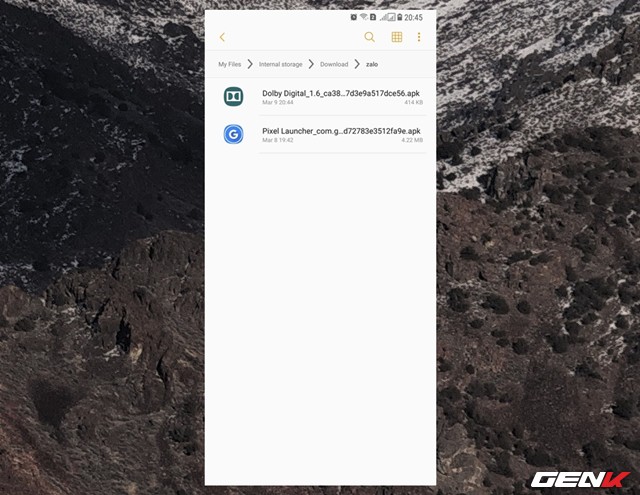 20:45
My Files > Internal storage > Download > zalo
Dolby Digital_1.6_ca38...7d3e9a517dce56.apk
Mar 9 20:44 414 KB
Pixel Launcher_com.g...d72783e3512fa9e.apk
Mar 8 19:42 4.22 MB
GENK